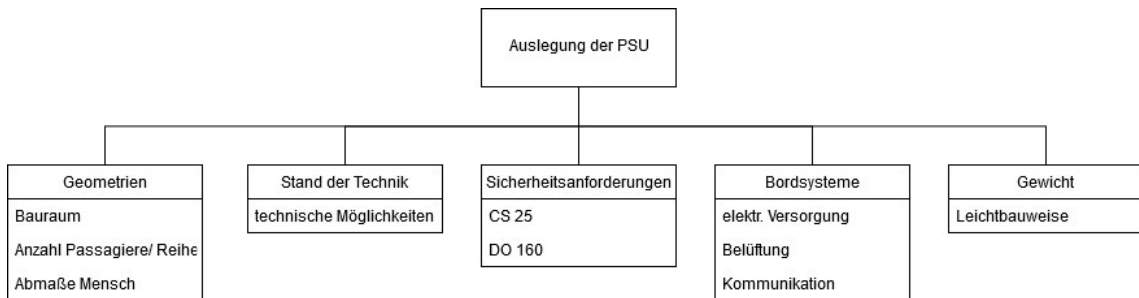 Auslegung der PSU
Geometrien
Bauraum
Anzahl Passagiere/ Reihe
Abmaße Mensch
Stand der Technik
technische Möglichkeiten
Sicherheitsanforderungen
CS 25
DO 160
Bordsysteme
elektr. Versorgung
Belüftung
Kommunikation
Gewicht
Leichtbauweise